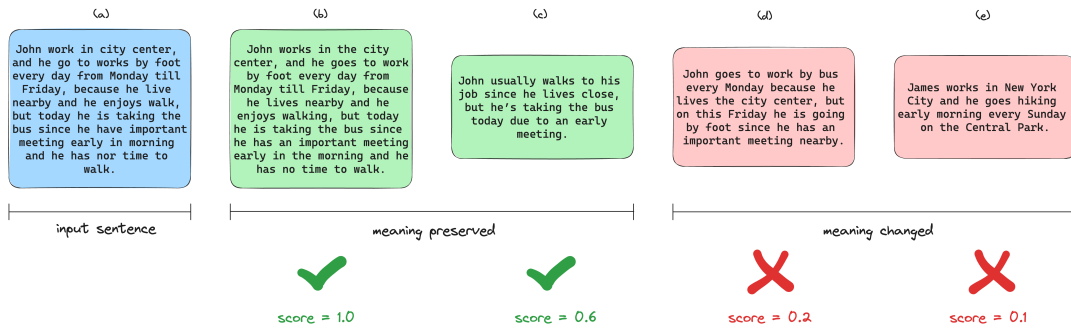 (a)
(b)
(c)
(d)
(e)
John work in city center,
and he go to works by foot
every day from Monday till
Friday, because he live
nearby and he enjoys walk,
but today he is taking the
bus since he have important
meeting early in morning
and he has nor time to
walk.
John works in the city
center, and he goes to work
by foot every day from
Monday till Friday, because
he lives nearby and he
enjoys walking, but today
he is taking the bus since
he has an important meeting
early in the morning and he
has no time to walk.
John usually walks to his
job since he lives close,
but he's taking the bus
today due to an early
meeting.
John goes to work by bus
every Monday because he
lives the city center, but
on this Friday he is going
by foot since he has an
important meeting nearby.
James works in New York
City and he goes hiking
early morning every Sunday
on the Central Park.
input sentence
meaning preserved
meaning changed
score = 1.0
score = 0.6
score = 0.2
score = 0.1